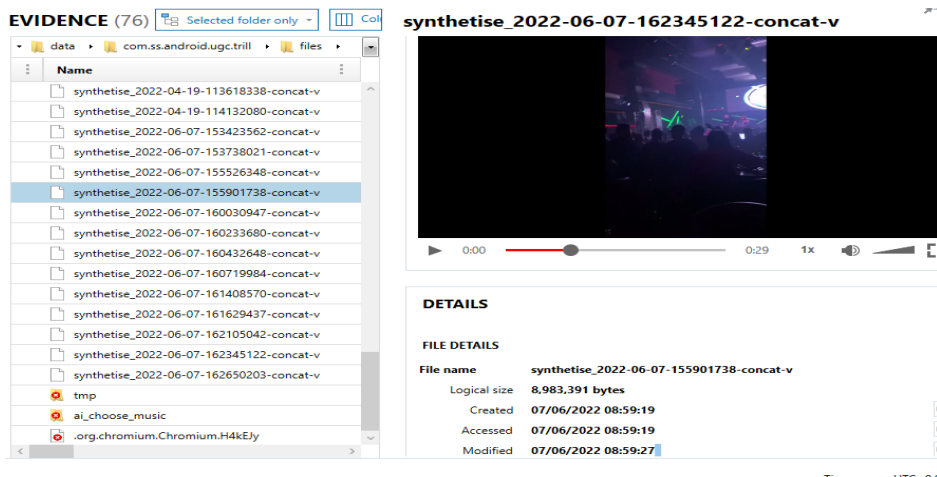 EVIDENCE (76) Selected folder only
data com.ss.android.ugc.trill files
Name
synthetise_2022-04-19-113618338-concat-v
synthetise_2022-04-19-114132080-concat-v
synthetise_2022-06-07-153423562-concat-v
synthetise_2022-06-07-153738021-concat-v
synthetise_2022-06-07-155526348-concat-v
synthetise_2022-06-07-155901738-concat-v
synthetise_2022-06-07-160030947-concat-v
synthetise_2022-06-07-160233680-concat-v
synthetise_2022-06-07-160432648-concat-v
synthetise_2022-06-07-160719984-concat-v
synthetise_2022-06-07-161408570-concat-v
synthetise_2022-06-07-161629437-concat-v
synthetise_2022-06-07-162105042-concat-v
synthetise_2022-06-07-162345122-concat-v
synthetise_2022-06-07-162650203-concat-v
tmp
ai_choose_music
.org.chromium.Chromium.H4kEJy
synthetise_2022-06-07-162345122-concat-v
0:00 0:29 1x
DETAILS
FILE DETAILS
File name synthetise_2022-06-07-155901738-concat-v
Logical size 8,983,391 bytes
Created 07/06/2022 08:59:19
Accessed 07/06/2022 08:59:19
Modified 07/06/2022 08:59:27